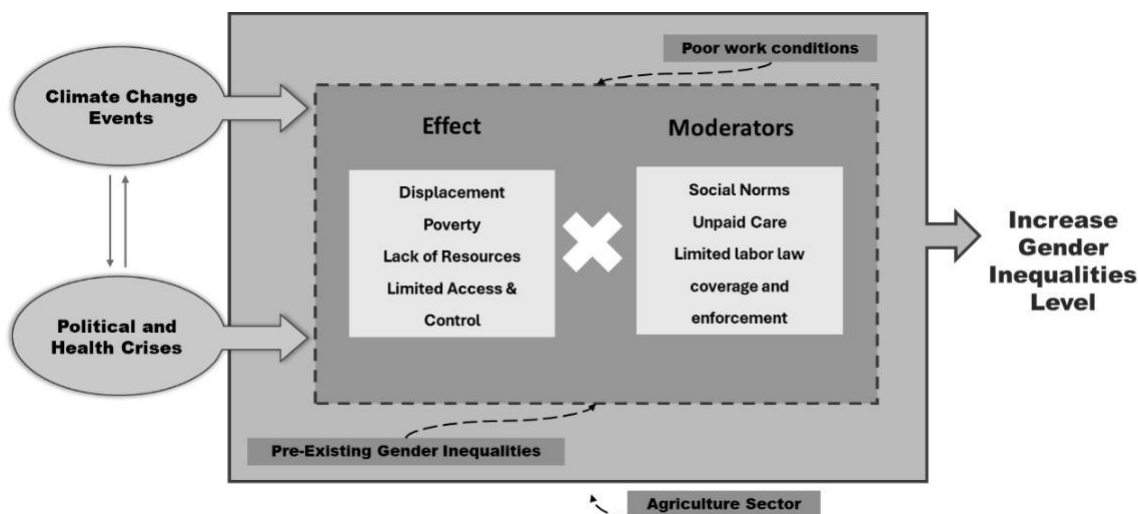 Poor work conditions
Climate Change
Events
Effect
Moderators
Displacement
Poverty
Lack of Resources
Limited Access &
Control
Social Norms
Unpaid Care
Limited labor law
coverage and
enforcement
Increase
Gender
Inequalities
Level
Political and
Health Crises
Pre-Existing Gender Inequalities
Agriculture Sector